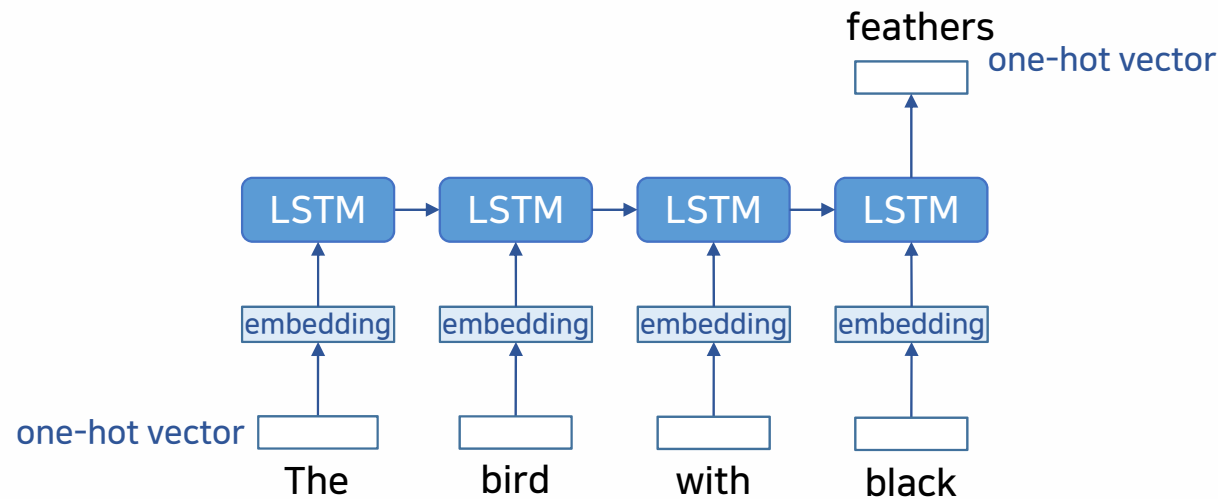 feathers
one-hot vector
LSTM LSTM LSTM LSTM
embedding embedding embedding embedding
one-hot vector
The bird with black